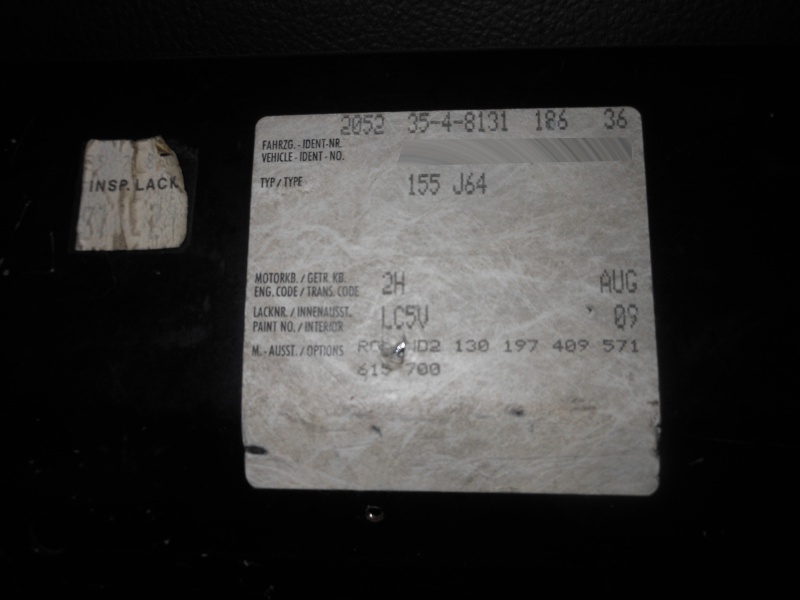 2052 35-4-8131 186 36
FAHRZG. - IDENT-NR.
VEHICLE - IDENT - NO.
TYP / TYPE 155 J64
INSP. LACK
MOTORKB. / GETR. KB. 2H AUG
ENG. CODE / TRANS. CODE
LACKNR. / INNENAUSST. LC5V 09
PAINT NO. / INTERIOR
M. - AUSST. / OPTIONS 130 197 409 571
700